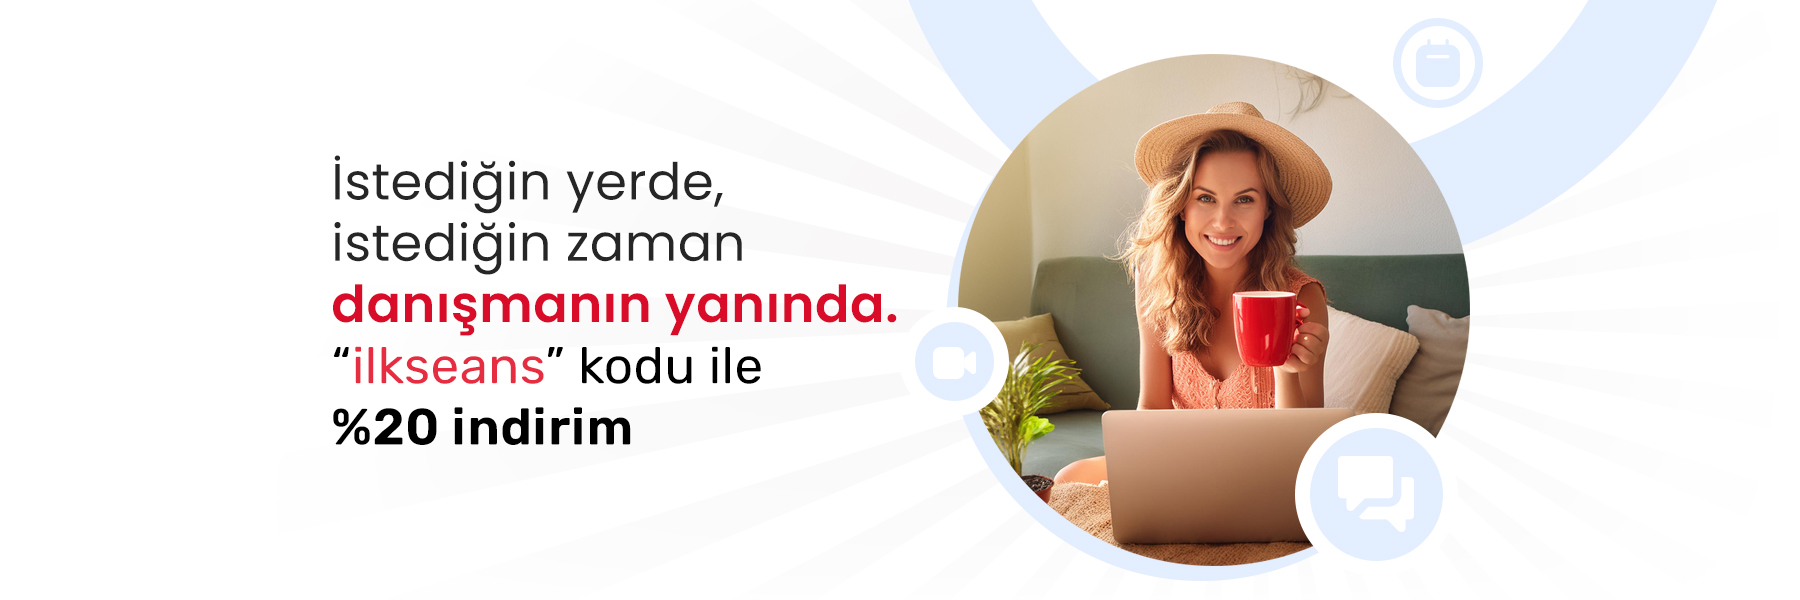 İstediğin yerde,
istediğin zaman
danışmanın yanında.
“ilkseans” kodu ile
%20 indirim